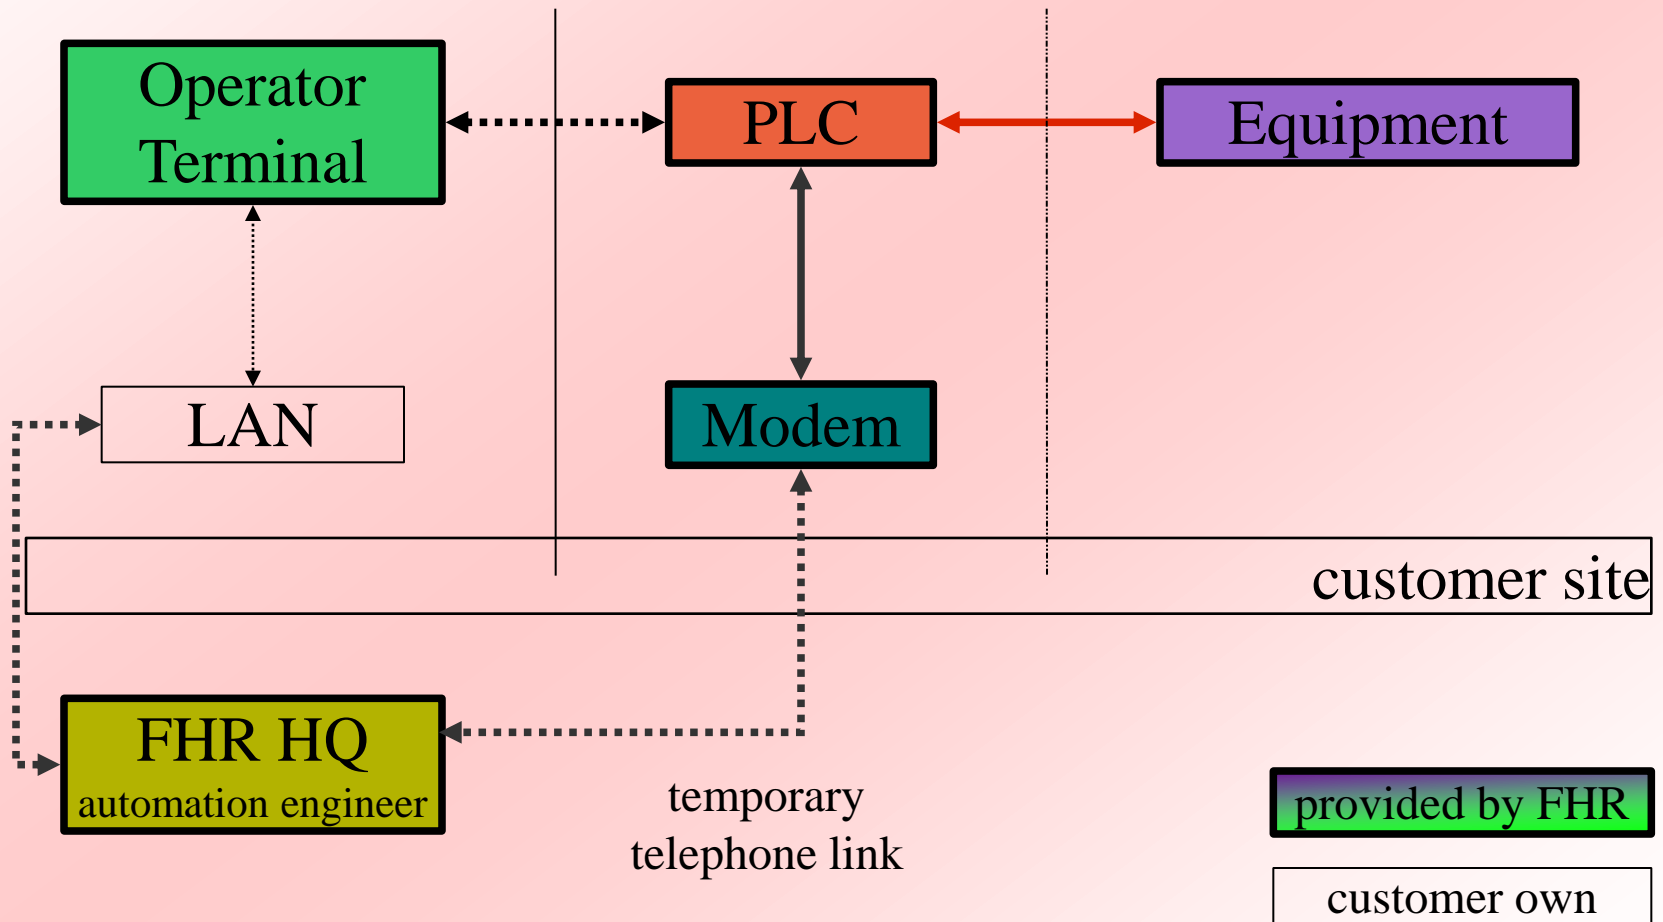 Operator
Terminal
PLC
Equipment
LAN
Modem
customer site
FHR HQ
automation engineer
temporary
telephone link
provided by FHR
customer own